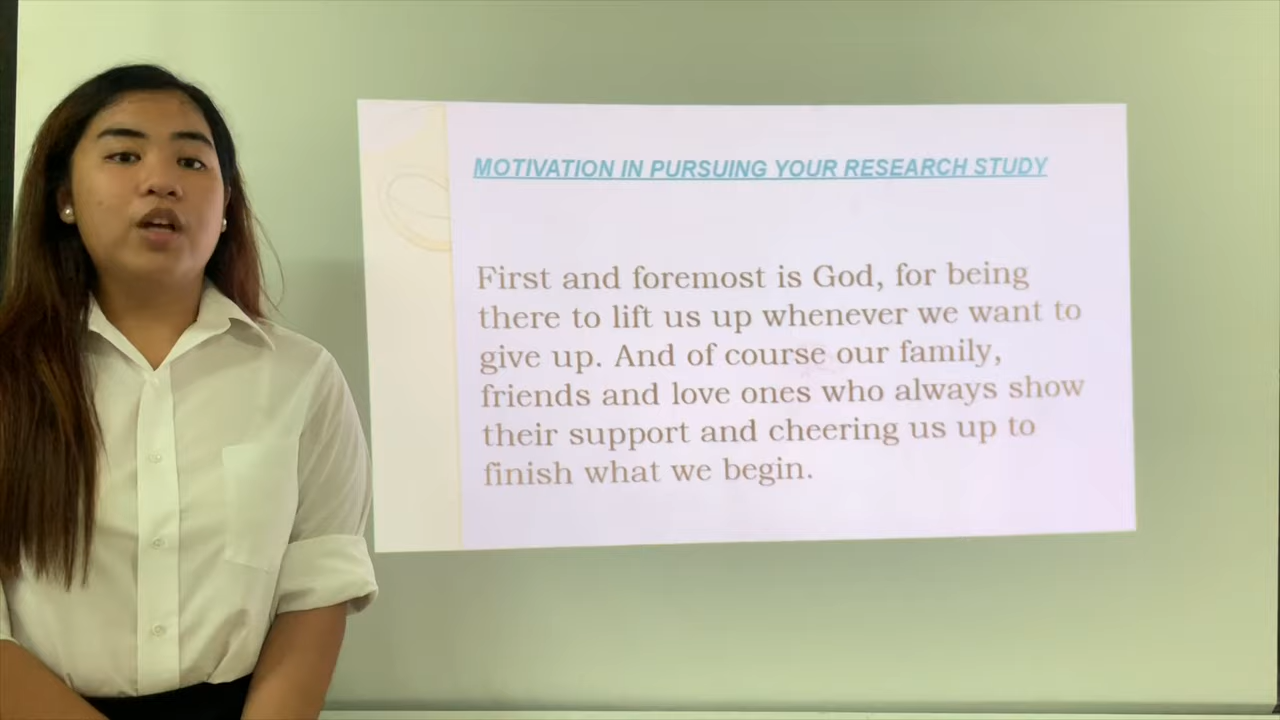 MOTIVATION IN PURSUING YOUR RESEARCH STUDY
First and foremost is God, for being
there to lift us up whenever we want to
give up. And of course our family,
friends and love ones who always show
their support and cheering us up to
finish what we begin.